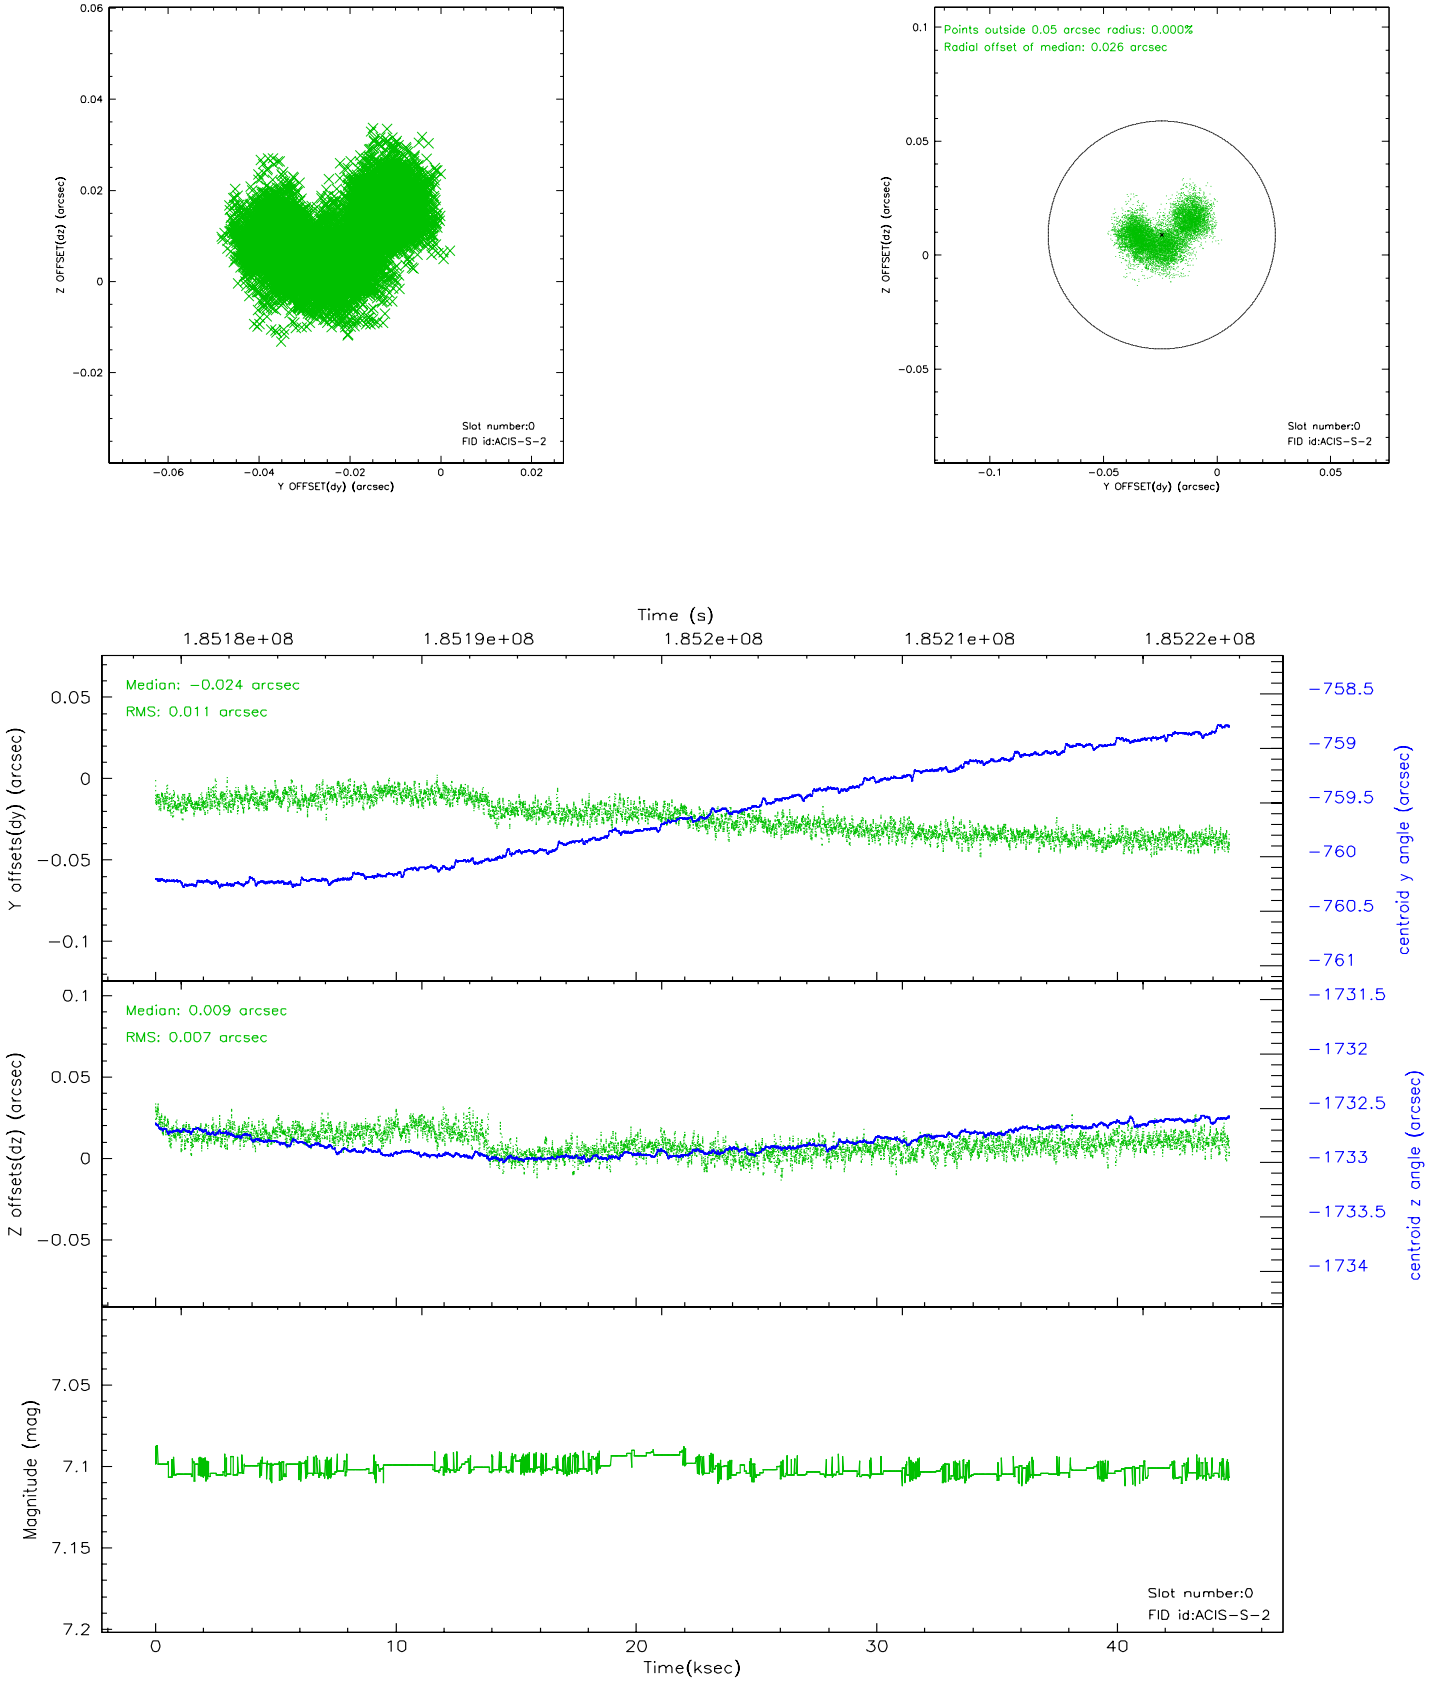 0.06
0.04
0.02
0
−0.02
Z OFFSET(dz) (arcsec)
−0.06 −0.04 −0.02 0 0.02
Y OFFSET(dy) (arcsec)
Slot number:0
FID id:ACIS−S−2
Points outside 0.05 arcsec radius: 0.000%
Radial offset of median: 0.026 arcsec
0.1
0.05
0
−0.05
Z OFFSET(dz) (arcsec)
−0.1 −0.05 0 0.05
Y OFFSET(dy) (arcsec)
Slot number:0
FID id:ACIS−S−2
Time (s)
1.8518e+08 1.8519e+08 1.852e+08 1.8521e+08 1.8522e+08
Median: −0.024 arcsec
RMS: 0.011 arcsec
0.05
0
−0.05
−0.1
Y offsets(dy) (arcsec)
−758.5
−759
−759.5
−760
−760.5
−761
centroid y angle (arcsec)
Median: 0.009 arcsec
RMS: 0.007 arcsec
0.1
0.05
0
−0.05
Z offsets(dz) (arcsec)
−1731.5
−1732
−1732.5
−1733
−1733.5
−1734
centroid z angle (arcsec)
7.05
7.1
7.15
7.2
Magnitude (mag)
Slot number:0
FID id:ACIS−S−2
0 10 20 30 40
Time(ksec)